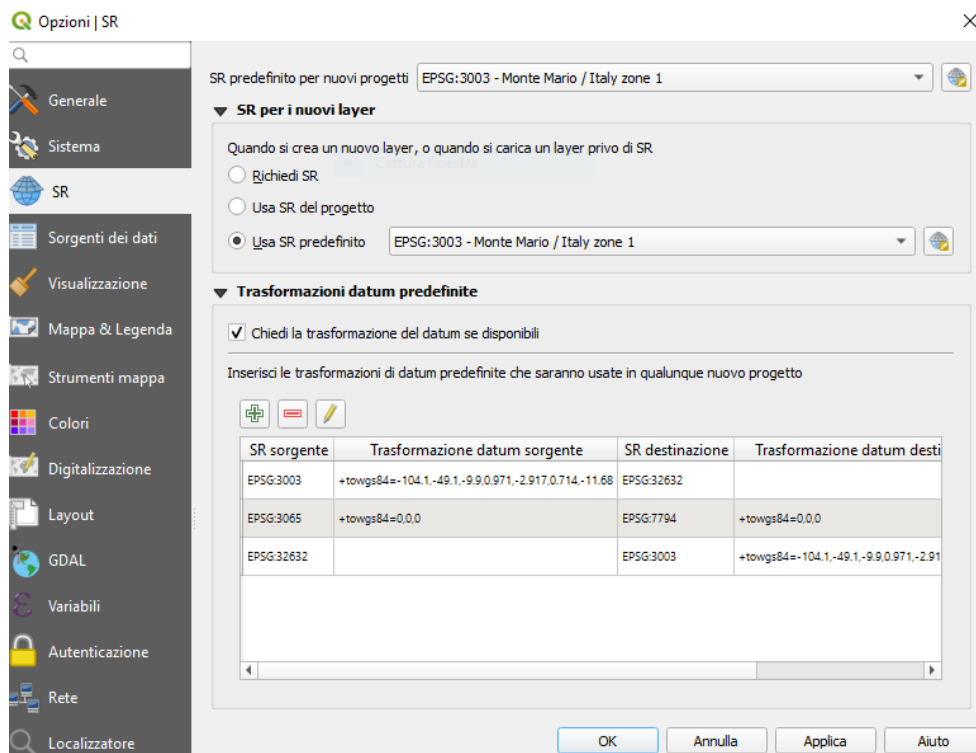 Opzioni | SR
SR predefinito per nuovi progetti EPSG:3003 - Monte Mario / Italy zone 1
Generale
Sistema
SR
Sorgenti dei dati
Visualizzazione
Mappa & Legenda
Strumenti mappa
Colori
Digitalizzazione
Layout
GDAL
Variabili
Autenticazione
Rete
Localizzatore
SR per i nuovi layer
Quando si crea un nuovo layer, o quando si carica un layer privo di SR
Cattura finestra
Richiedi SR
Usa SR del progetto
Usa SR predefinito EPSG:3003 - Monte Mario / Italy zone 1
Trasformazioni datum predefinite
Chiedi la trasformazione del datum se disponibili
Inserisci le trasformazioni di datum predefinite che saranno usate in qualunque nuovo progetto
SR sorgente Trasformazione datum sorgente SR destinazione Trasformazione datum desti
EPSG:3003 +towgs84=-104.1,-49.1,-9.9,0.971,-2.917,0.714,-11.68 EPSG:32632
EPSG:3065 +towgs84=0,0,0 EPSG:7794 +towgs84=0,0,0
EPSG:32632 EPSG:3003 +towgs84=-104.1,-49.1,-9.9,0.971,-2.91
OK Annulla Applica Aiuto